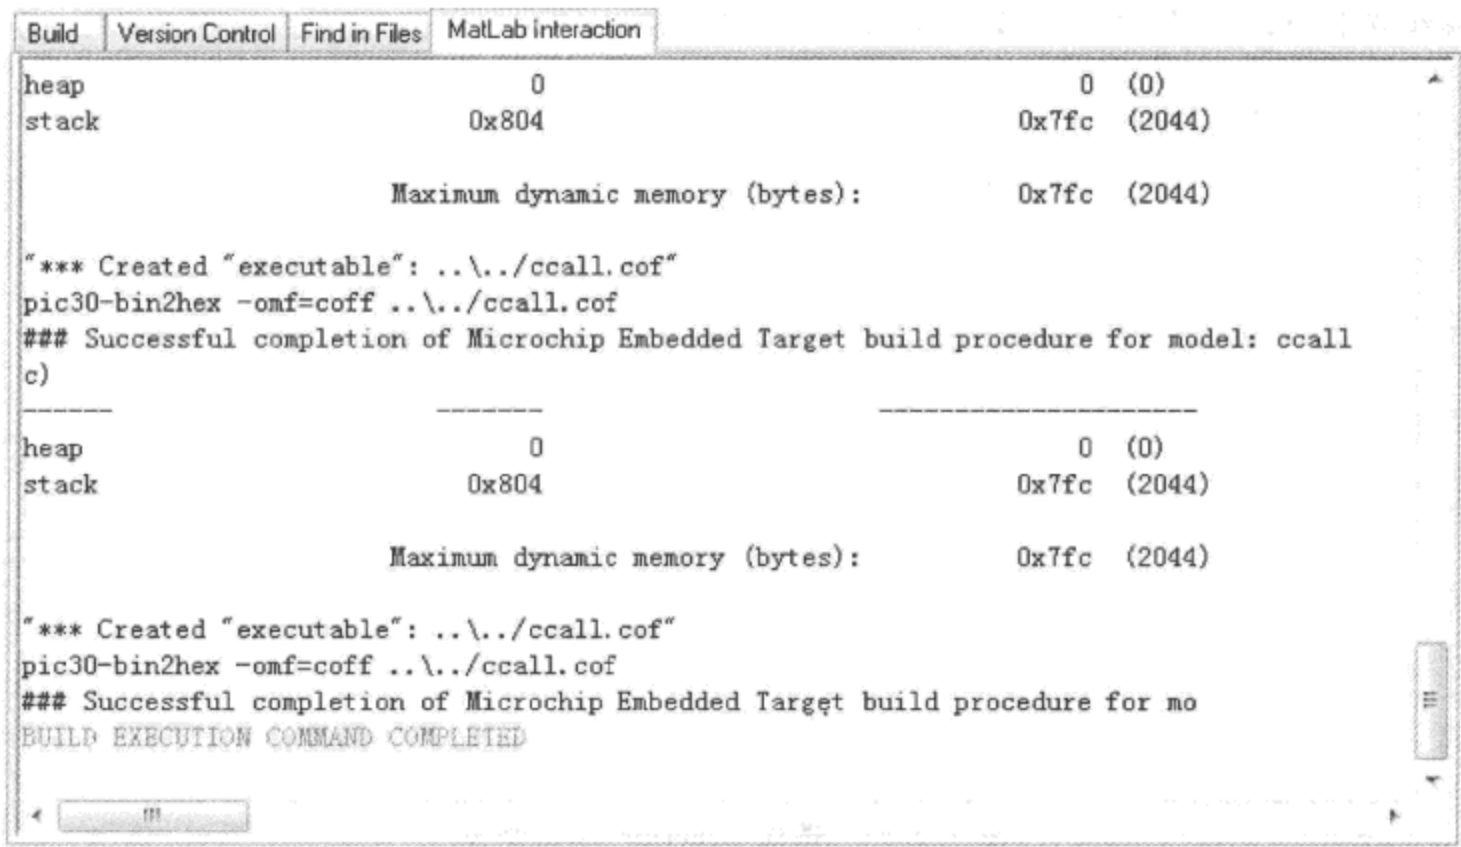 Build Version Control Find in Files MatLab Interaction
heap 0 0 (0)
stack 0x804 0x7fc (2044)
Maximum dynamic memory (bytes): 0x7fc (2044)
"*** Created "executable": ..\../ccall.cof"
pic30-bin2hex -omf=coff ..\../ccall.cof
### Successful completion of Microchip Embedded Target build procedure for model: ccall
c)
------ ------- ---------------------
heap 0 0 (0)
stack 0x804 0x7fc (2044)
Maximum dynamic memory (bytes): 0x7fc (2044)
"*** Created "executable": ..\../ccall.cof"
pic30-bin2hex -omf=coff ..\../ccall.cof
### Successful completion of Microchip Embedded Target build procedure for mo
BUILD EXECUTION COMMAND COMPLETED